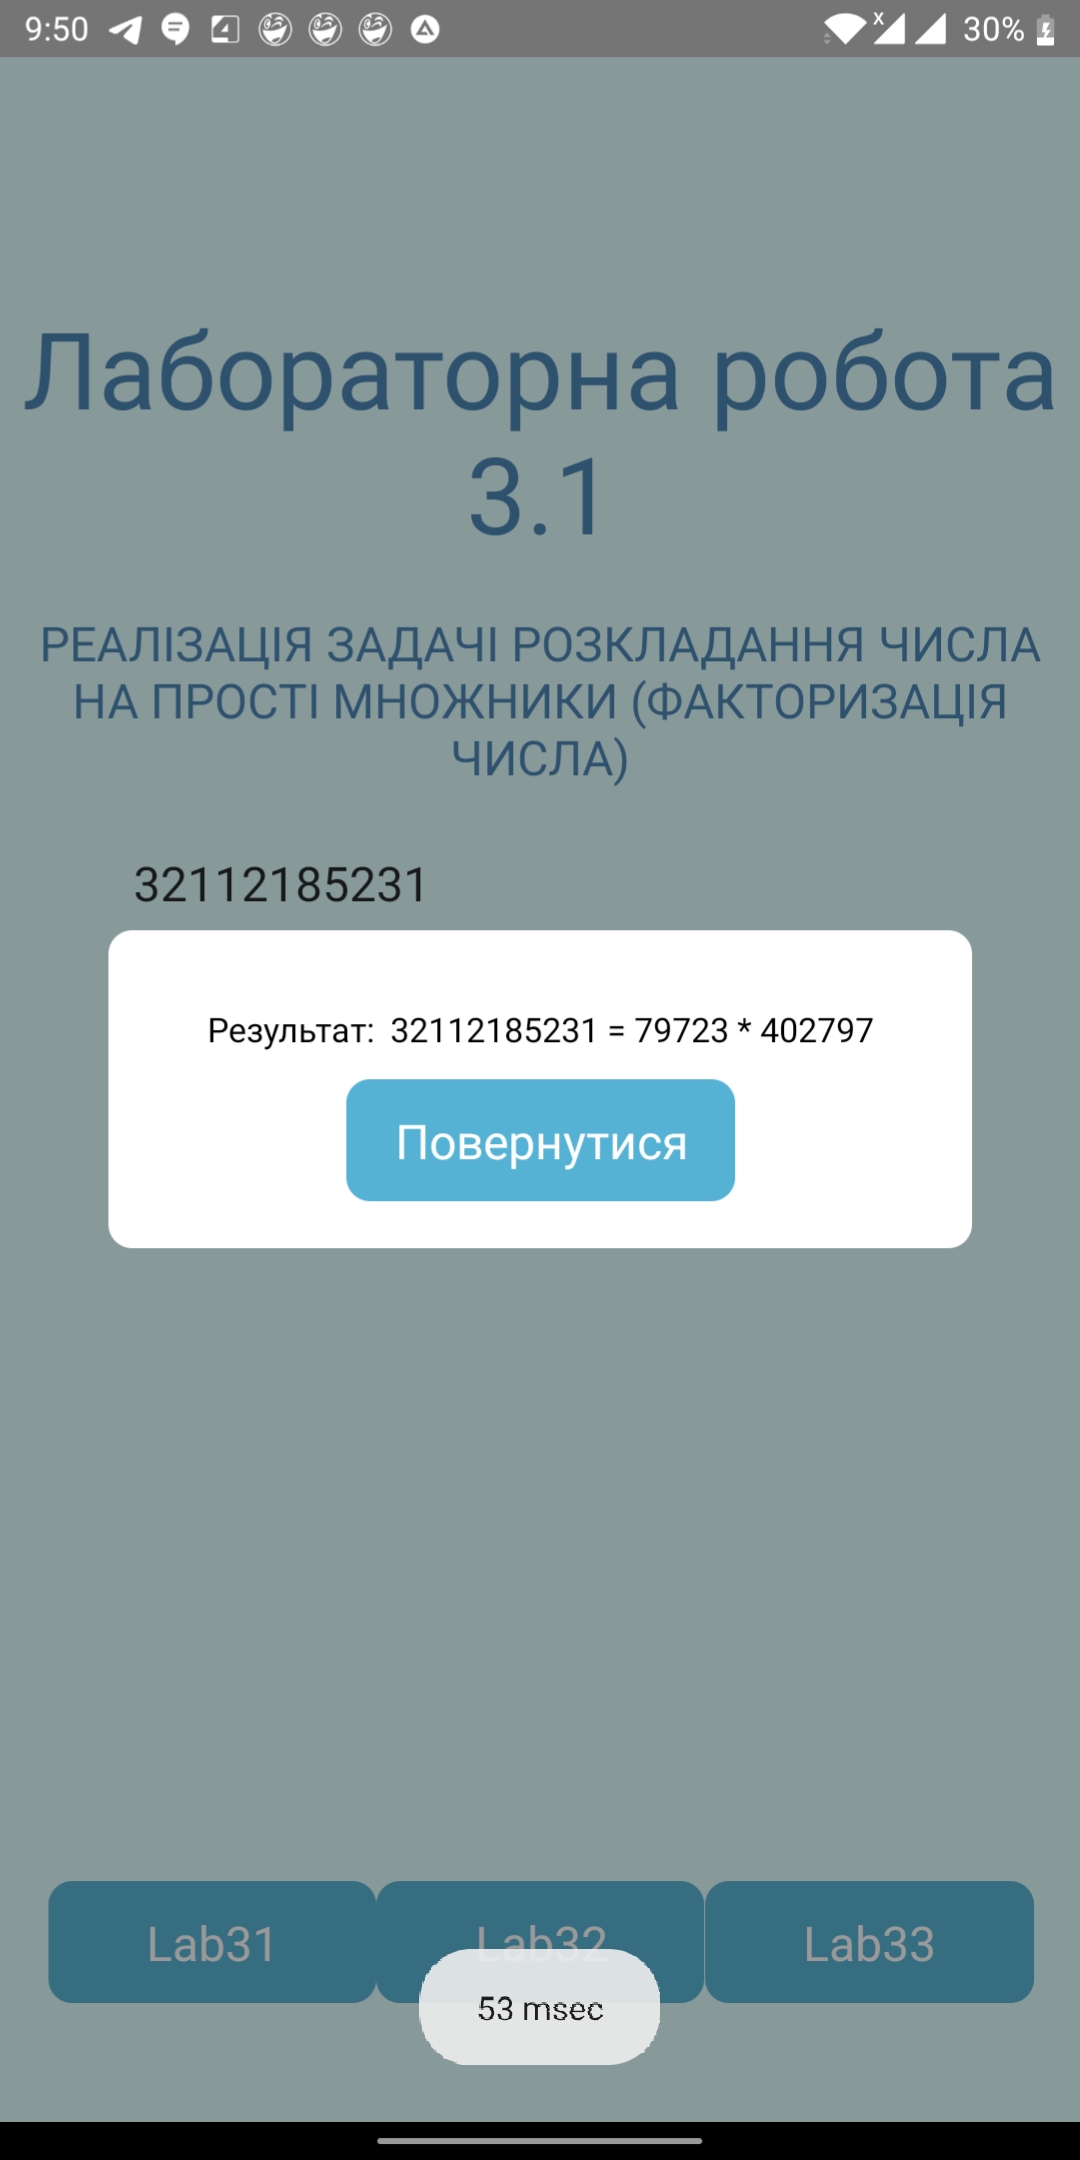 9:50
x
30%
Лабораторна робота
3.1
РЕАЛІЗАЦІЯ ЗАДАЧІ РОЗКЛАДАННЯ ЧИСЛА
НА ПРОСТІ МНОЖНИКИ (ФАКТОРИЗАЦІЯ
ЧИСЛА)
32112185231
Результат: 32112185231 = 79723 * 402797
Повернутися
Lab31 Lab32 Lab33
53 msec